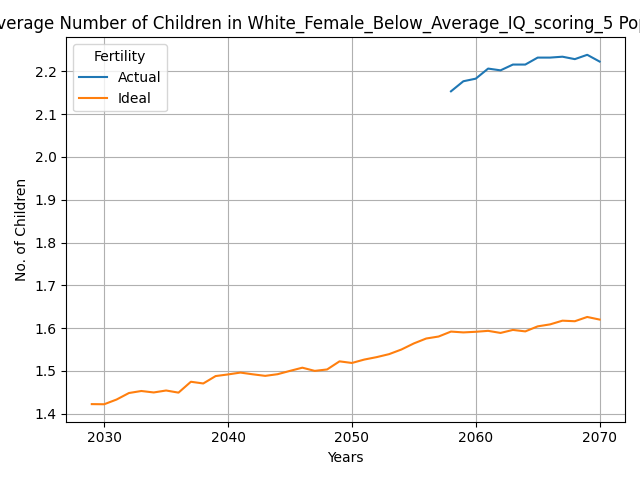 verage Number of Children in White_Female_Below_Average_IQ_scoring_5 Pop
Fertility
Actual
Ideal
2.2
2.1
2.0
1.9
1.8
1.7
1.6
1.5
1.4
No. of Children
2030 2040 2050 2060 2070
Years